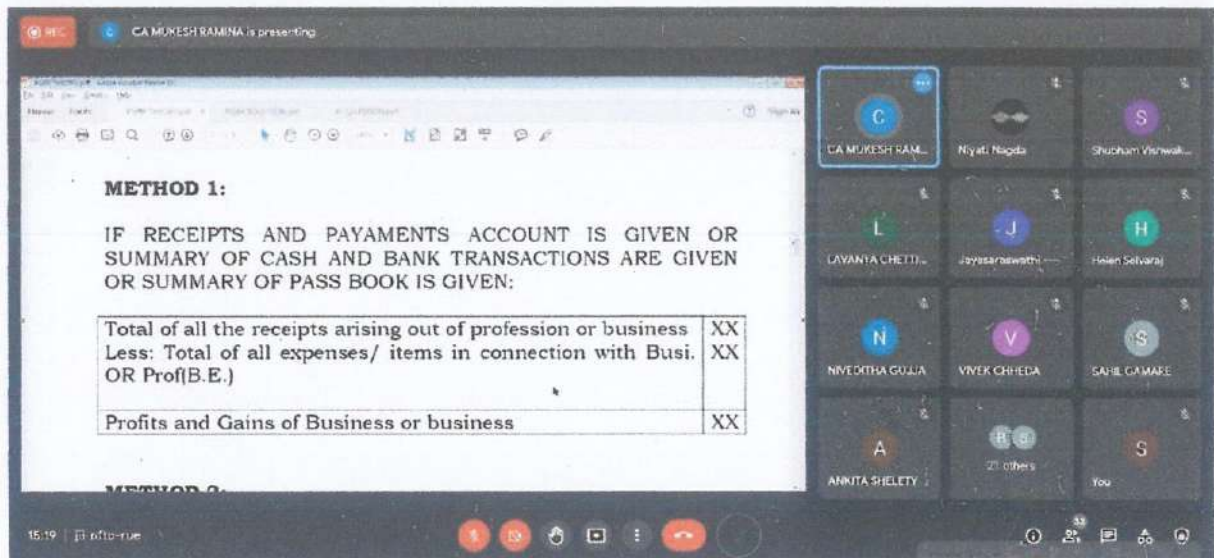 REC
C
CA MUKESH RAMINA is presenting
METHOD 1:
IF RECEIPTS AND PAYAMENTS ACCOUNT IS GIVEN OR
SUMMARY OF CASH AND BANK TRANSACTIONS ARE GIVEN
OR SUMMARY OF PASS BOOK IS GIVEN:
Total of all the receipts arising out of profession or business XX
Less: Total of all expenses/ items in connection with Busi. XX
OR Prof(B.E.)
Profits and Gains of Business or business XX
C
CA MUKESH RAM...
Niyati Nagda
S
Shubham Vishwak...
L
LAVANYA CHETTI...
J
Jayasaraswathi
H
Helen Selvaraj
N
NIVEDITHA GUJJA
V
VIVEK CHHEDA
S
SAHIL GAMARE
A
ANKITA SHELETY
21 others
S
You
15:19
33